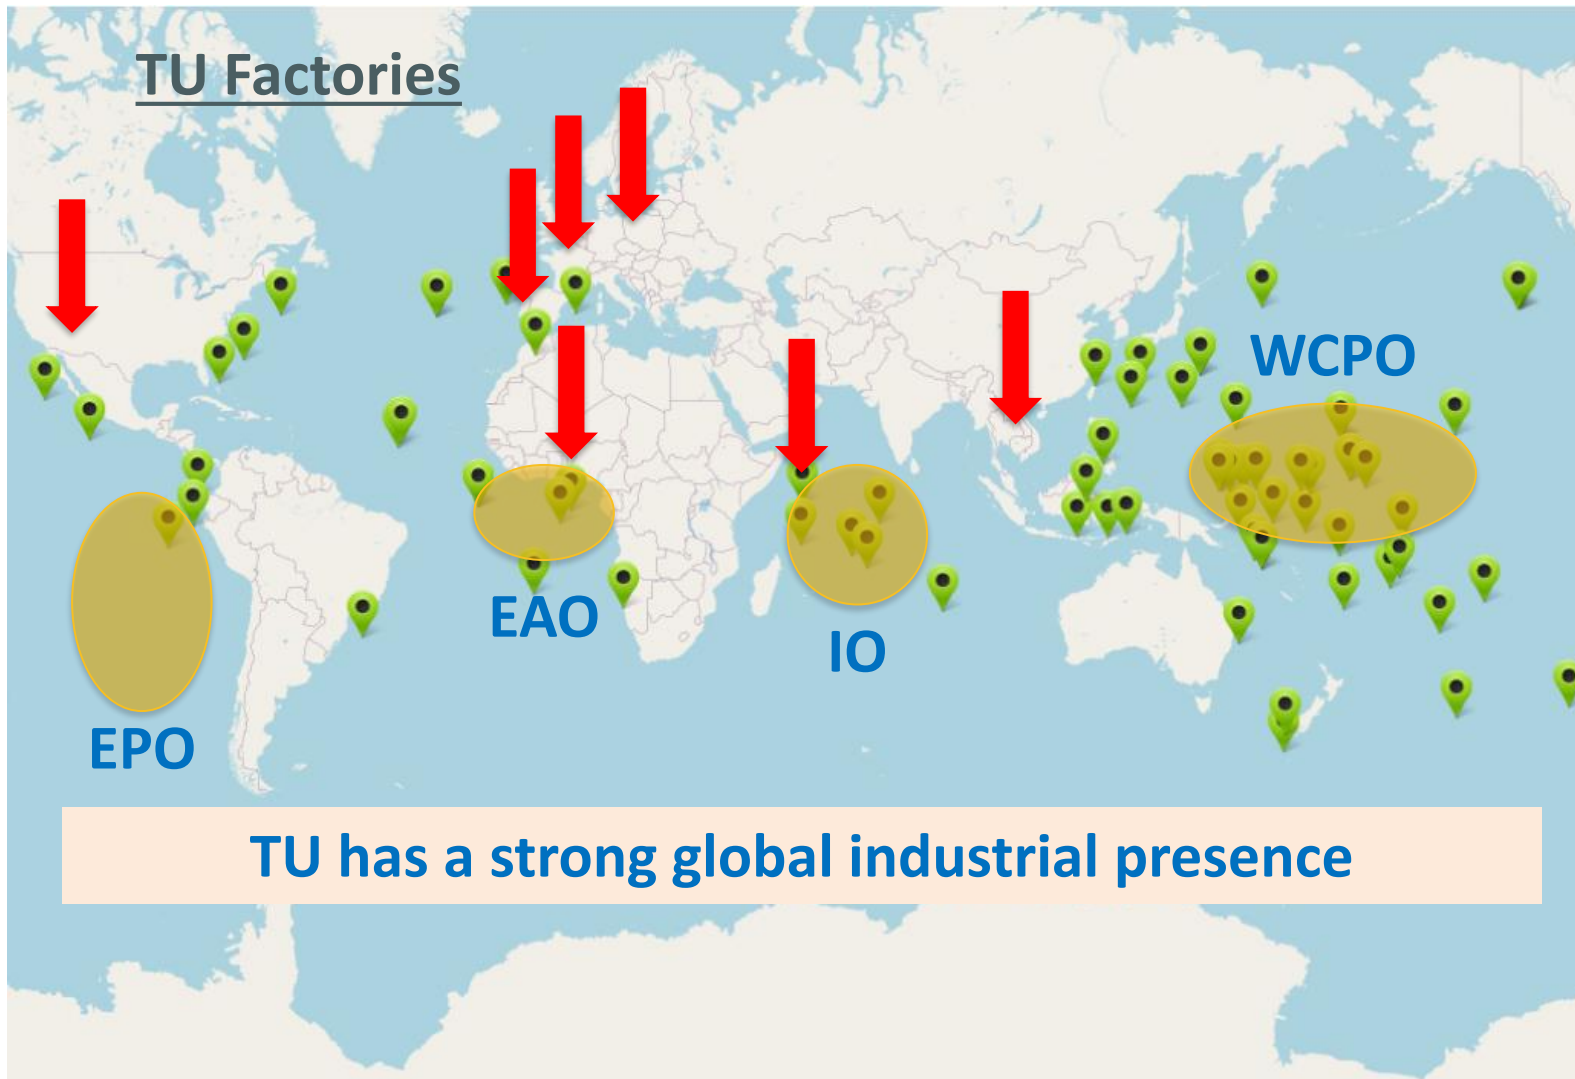 TU Factories
WCPO
EAO
IO
EPO
TU has a strong global industrial presence